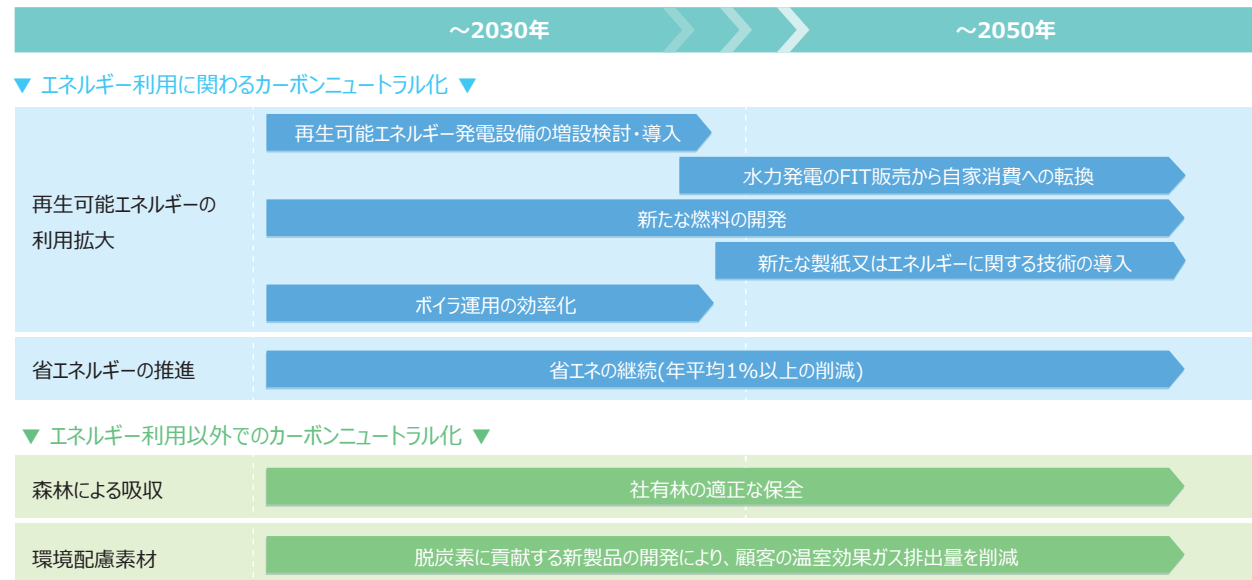 ～2030年
～2050年
▼ エネルギー利用に関わるカーボンニュートラル化 ▼
再生可能エネルギーの
利用拡大
再生可能エネルギー発電設備の増設検討・導入
水力発電のFIT販売から自家消費への転換
新たな燃料の開発
新たな製紙又はエネルギーに関する技術の導入
ボイラ運用の効率化
省エネルギーの推進
省エネの継続(年平均1%以上の削減)
▼ エネルギー利用以外でのカーボンニュートラル化 ▼
森林による吸収
社有林の適正な保全
環境配慮素材
脱炭素に貢献する新製品の開発により、顧客の温室効果ガス排出量を削減